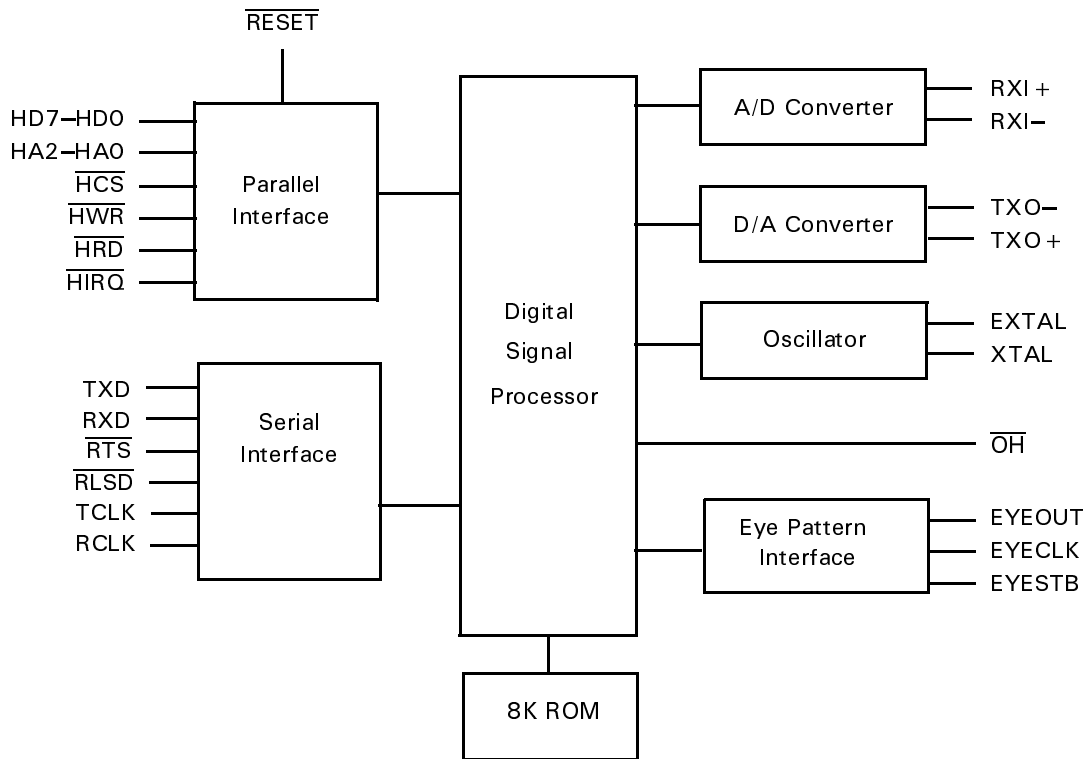 RESET
HD7–HD0
HA2–HA0
HCS
HWR
HRD
HIRQ
Parallel
Interface
TXD
RXD
RTS
RLSD
TCLK
RCLK
Serial
Interface
Digital
Signal
Processor
8K ROM
A/D Converter
RXI +
RXI–
D/A Converter
TXO–
TXO +
Oscillator
EXTAL
XTAL
OH
Eye Pattern
Interface
EYEOUT
EYECLK
EYESTB